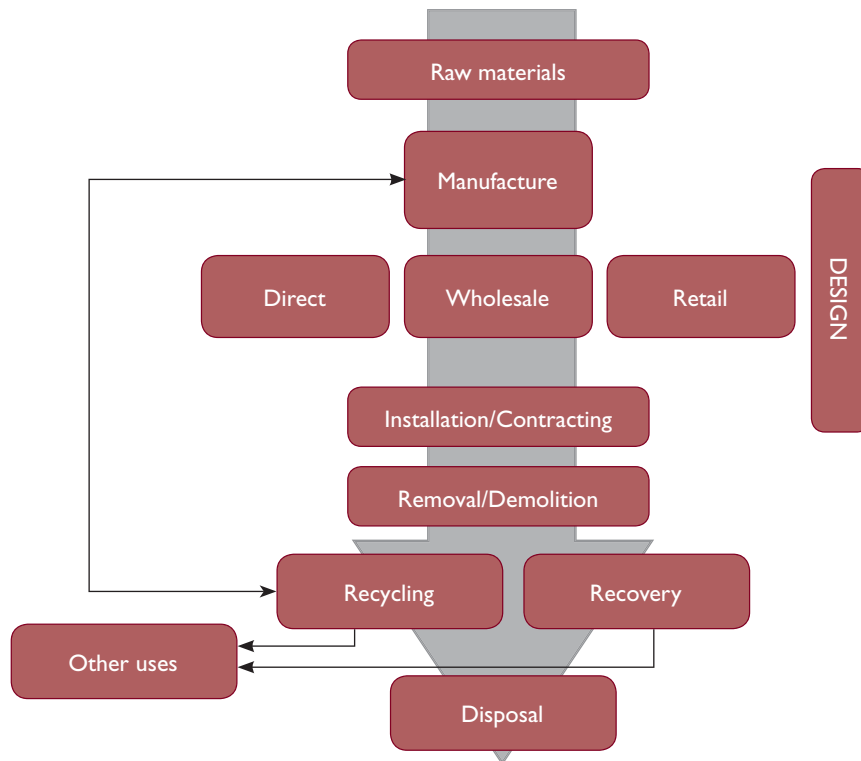 Raw materials
Manufacture
Direct
Wholesale
Retail
DESIGN
Installation/Contracting
Removal/Demolition
Recycling
Recovery
Other uses
Disposal